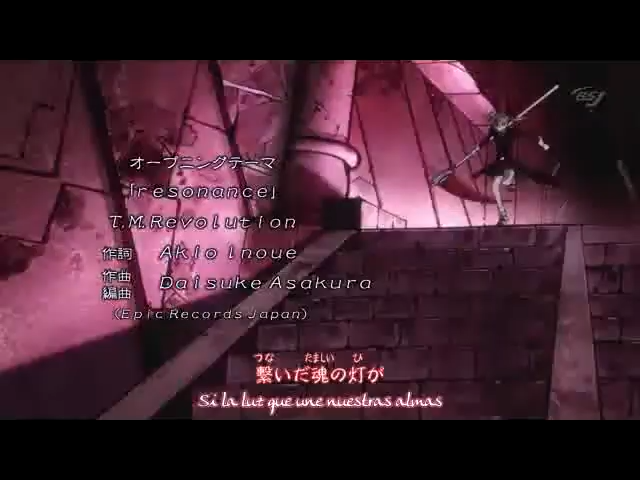 BSj
オープニングテーマ
「resonance」
T.M.Revolution
作詞 Akio Inoue
作曲
編曲 Daisuke Asakura
(Epic Records Japan)
つな たましい ひ
繋いだ魂の灯が
Si la lut que une nuestras almas